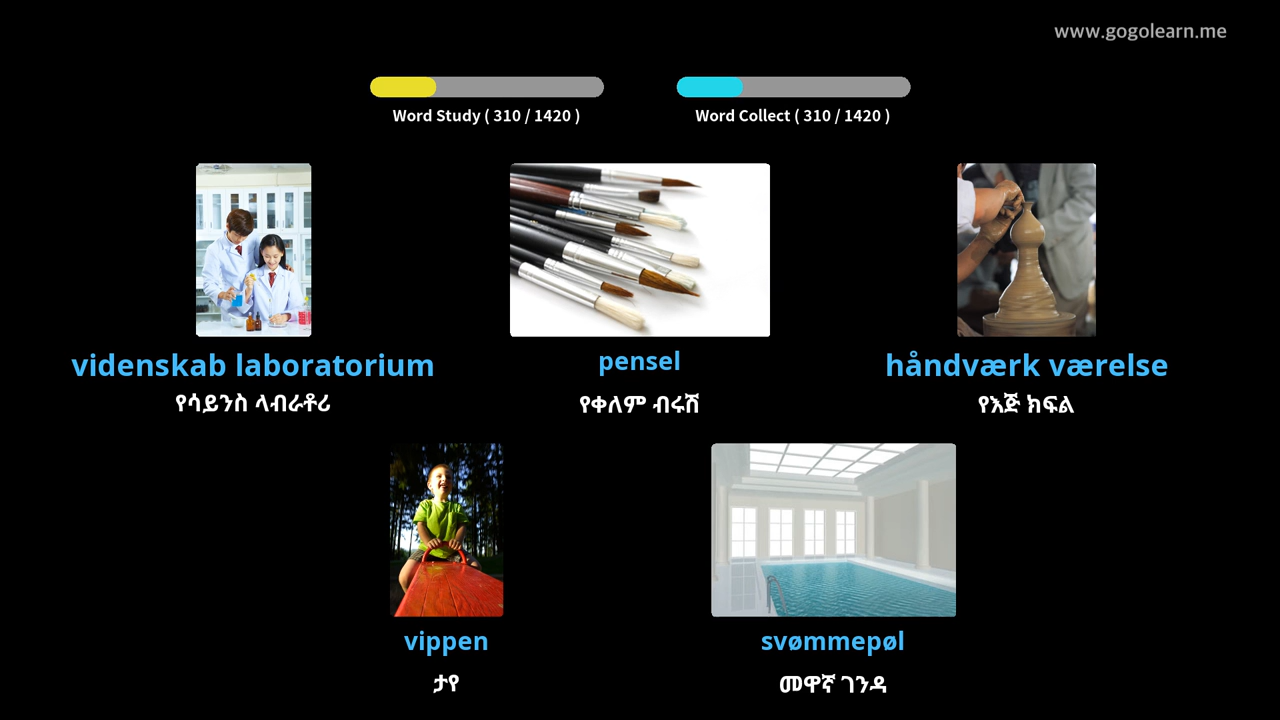 www.gogolearn.me
Word Study ( 310 / 1420 )
Word Collect ( 310 / 1420 )
videnskab laboratorium
የሳይንስ ላብራቶሪ
pensel
የቀለም ብሩሽ
håndværk værelse
የእጅ ክፍል
vippen
ታየ
svømmepøl
መዋኛ ገንዳ